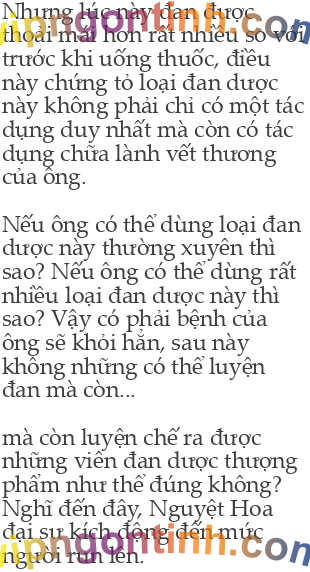 Nhưng lúc này đan được
thoải mái hơn rất nhiều so với
trước khi uống thuốc, điều
này chứng tỏ loại đan dược
này không phải chỉ có một tác
dụng duy nhất mà còn có tác
dụng chữa lành vết thương
của ông.
Nếu ông có thể dùng loại đan
dược này thường xuyên thì
sao? Nếu ông có thể dùng rất
nhiều loại đan dược này thì
sao? Vậy có phải bệnh của
ông sẽ khỏi hẳn, sau này
không những có thể luyện
đan mà còn...
mà còn luyện chế ra được
những viên đan dược thượng
phẩm như thế đúng không?
Nghĩ đến đây, Nguyệt Hoa
đại sư kích động đến mức
người run lên.
vipngontinh.com
vipngontinh.com